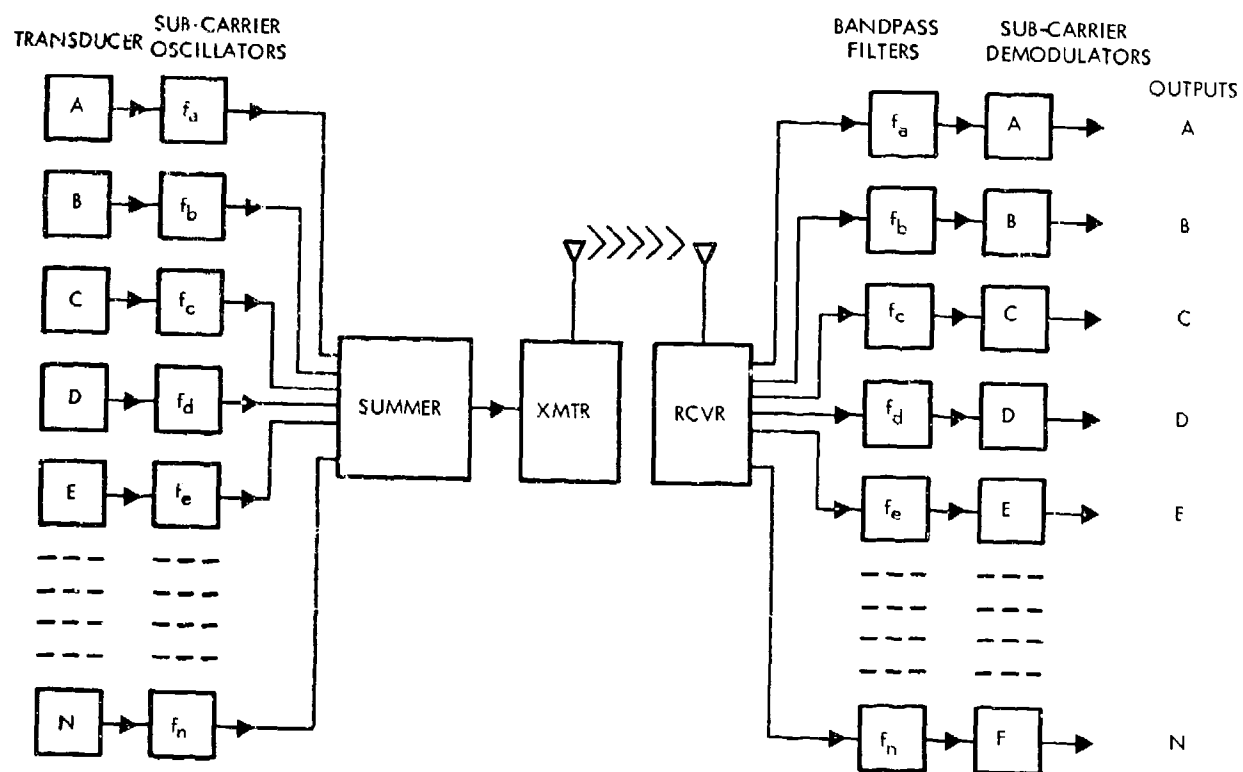 TRANSDUCER
SUB-CARRIER
OSCILLATORS
BANDPASS
FILTERS
SUB-CARRIER
DEMODULATORS
OUTPUTS
A fa
fa A A
B fb
fb B B
C fc
fc C C
D fd
SUMMER
XMTR
RCVR
fd D D
E fe
fe E E
N fn
fn F N